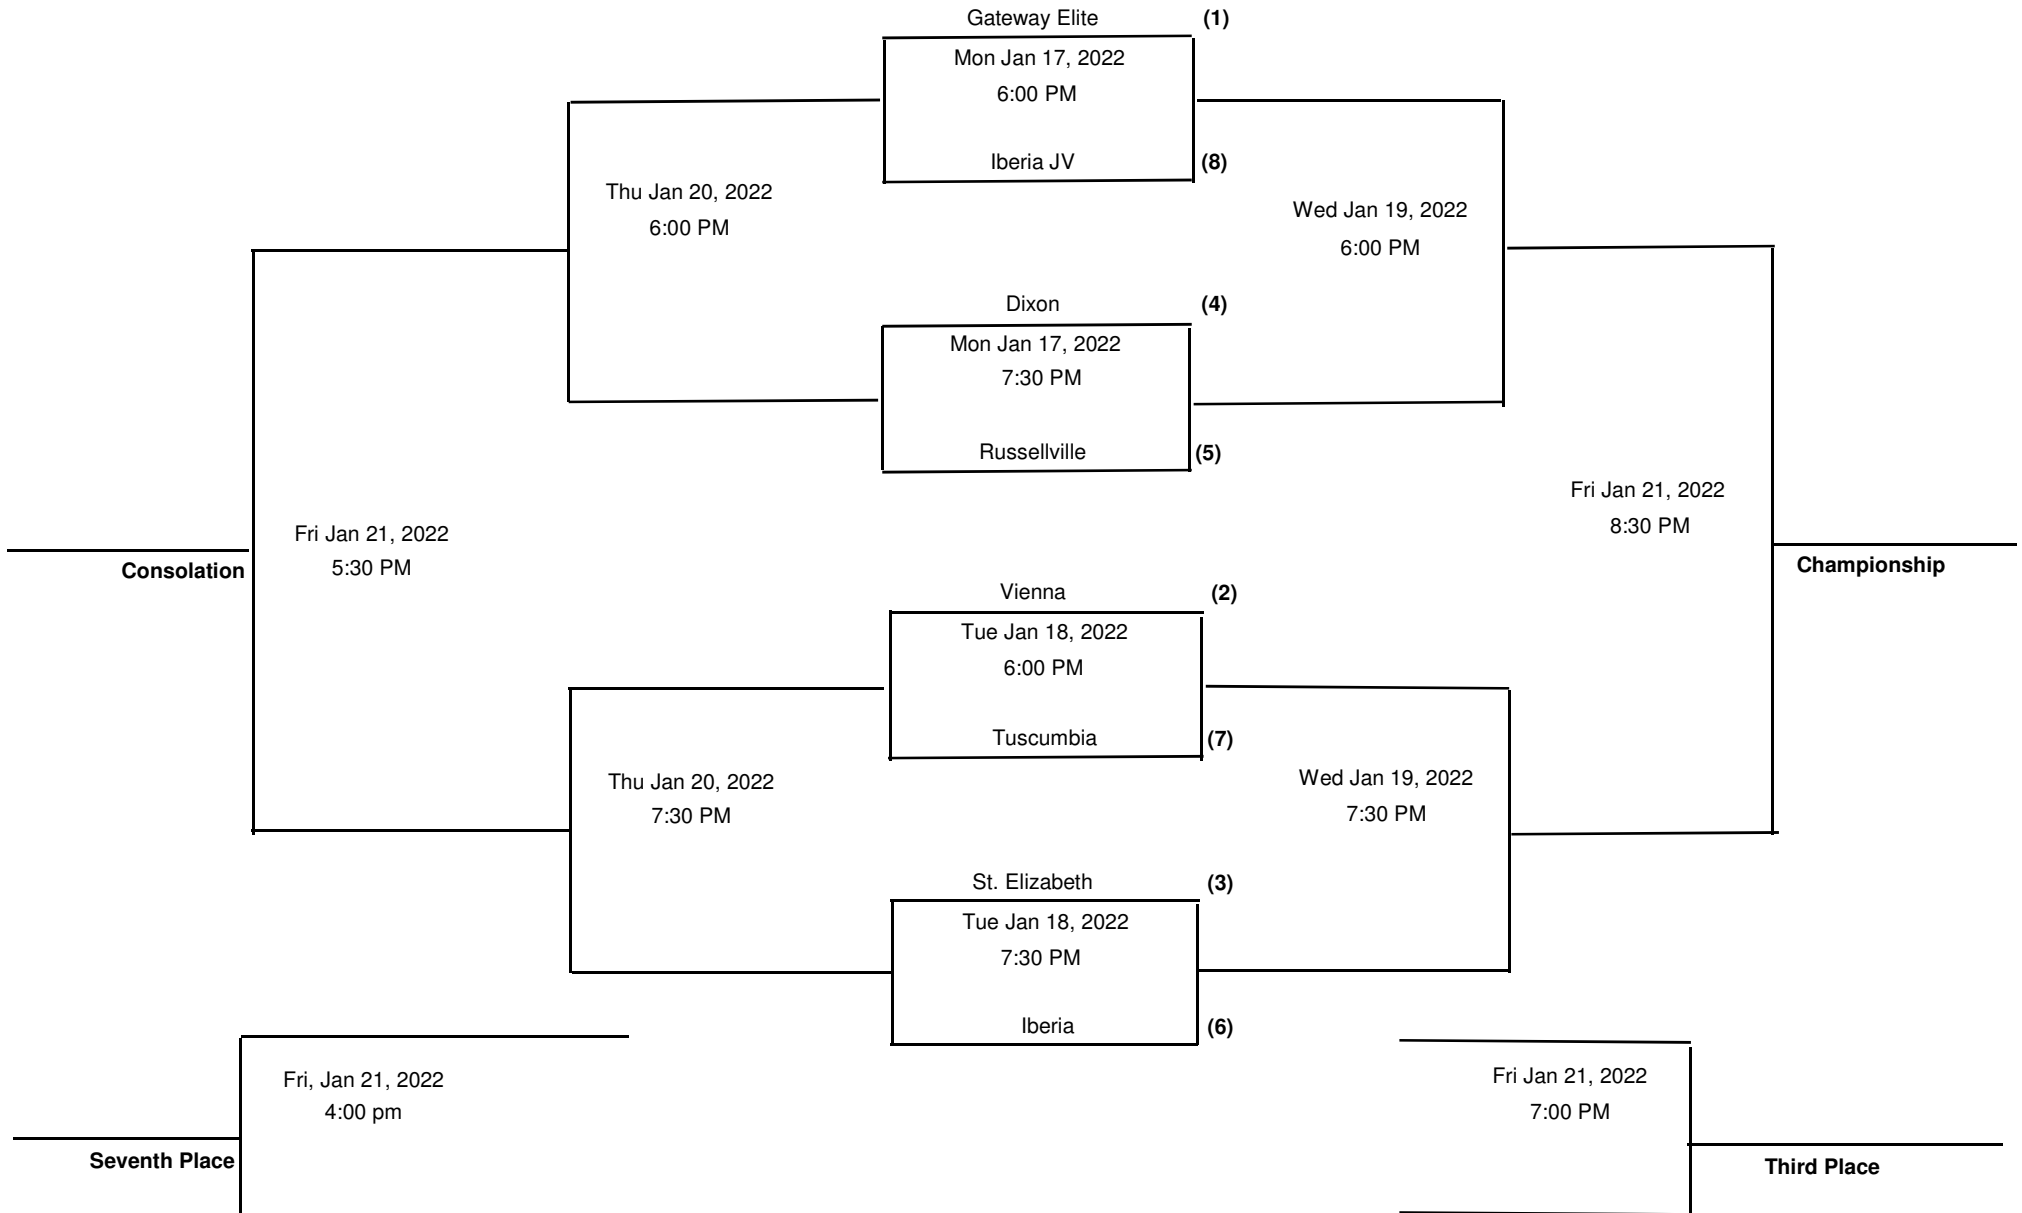 Gateway Elite (1)
Mon Jan 17, 2022
6:00 PM
Iberia JV (8)
Thu Jan 20, 2022
6:00 PM
Wed Jan 19, 2022
6:00 PM
Dixon (4)
Mon Jan 17, 2022
7:30 PM
Russellville (5)
Fri Jan 21, 2022
8:30 PM
Fri Jan 21, 2022
5:30 PM
Consolation
Championship
Vienna (2)
Tue Jan 18, 2022
6:00 PM
Tuscumbia (7)
Thu Jan 20, 2022
7:30 PM
Wed Jan 19, 2022
7:30 PM
St. Elizabeth (3)
Tue Jan 18, 2022
7:30 PM
Iberia (6)
Fri, Jan 21, 2022
4:00 pm
Fri Jan 21, 2022
7:00 PM
Seventh Place
Third Place